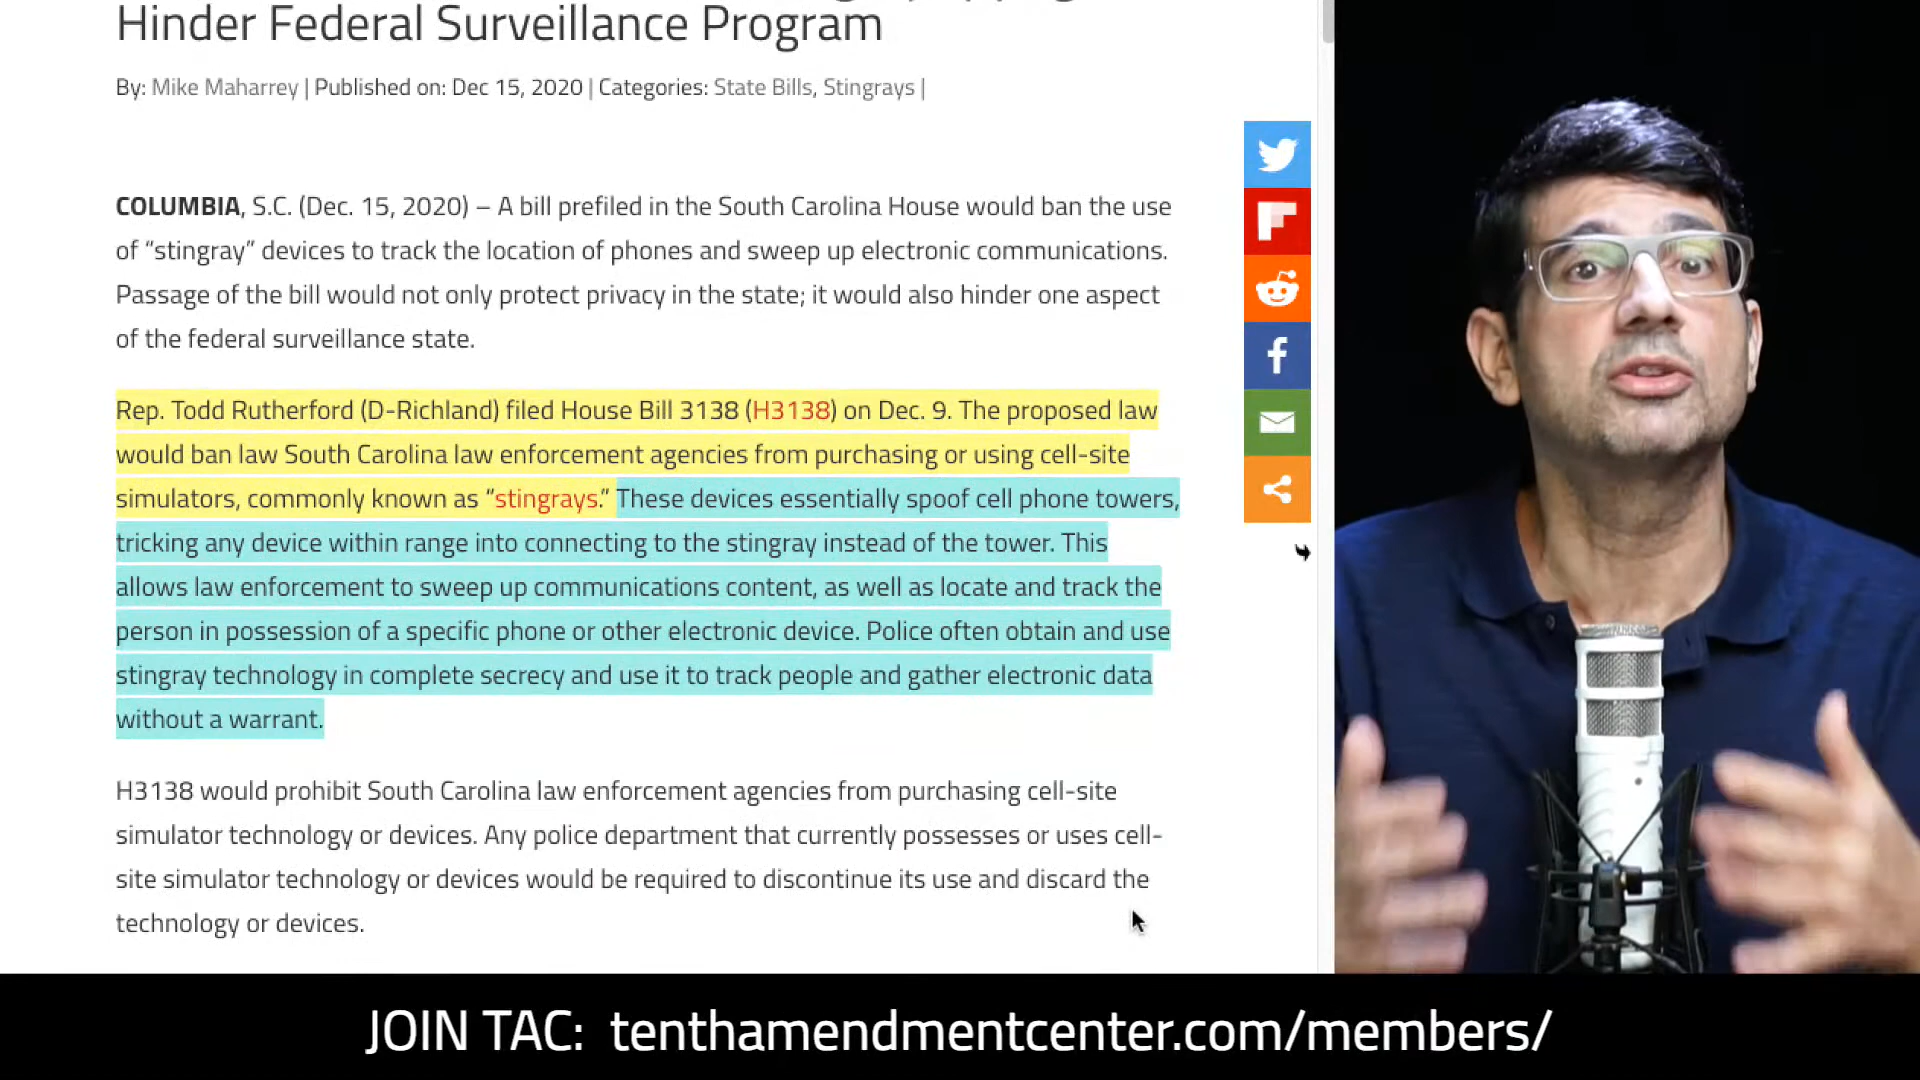 Hinder Federal Surveillance Program
By: Mike Maharrey | Published on: Dec 15, 2020 | Categories: State Bills, Stingrays |
COLUMBIA, S.C. (Dec. 15, 2020) – A bill prefiled in the South Carolina House would ban the use
of “stingray” devices to track the location of phones and sweep up electronic communications.
Passage of the bill would not only protect privacy in the state; it would also hinder one aspect
of the federal surveillance state.
Rep. Todd Rutherford (D-Richland) filed House Bill 3138 (H3138) on Dec. 9. The proposed law
would ban law South Carolina law enforcement agencies from purchasing or using cell-site
simulators, commonly known as “stingrays.” These devices essentially spoof cell phone towers,
tricking any device within range into connecting to the stingray instead of the tower. This
allows law enforcement to sweep up communications content, as well as locate and track the
person in possession of a specific phone or other electronic device. Police often obtain and use
stingray technology in complete secrecy and use it to track people and gather electronic data
without a warrant.
H3138 would prohibit South Carolina law enforcement agencies from purchasing cell-site
simulator technology or devices. Any police department that currently possesses or uses cell-
site simulator technology or devices would be required to discontinue its use and discard the
technology or devices.
JOIN TAC: tenthamendmentcenter.com/members/